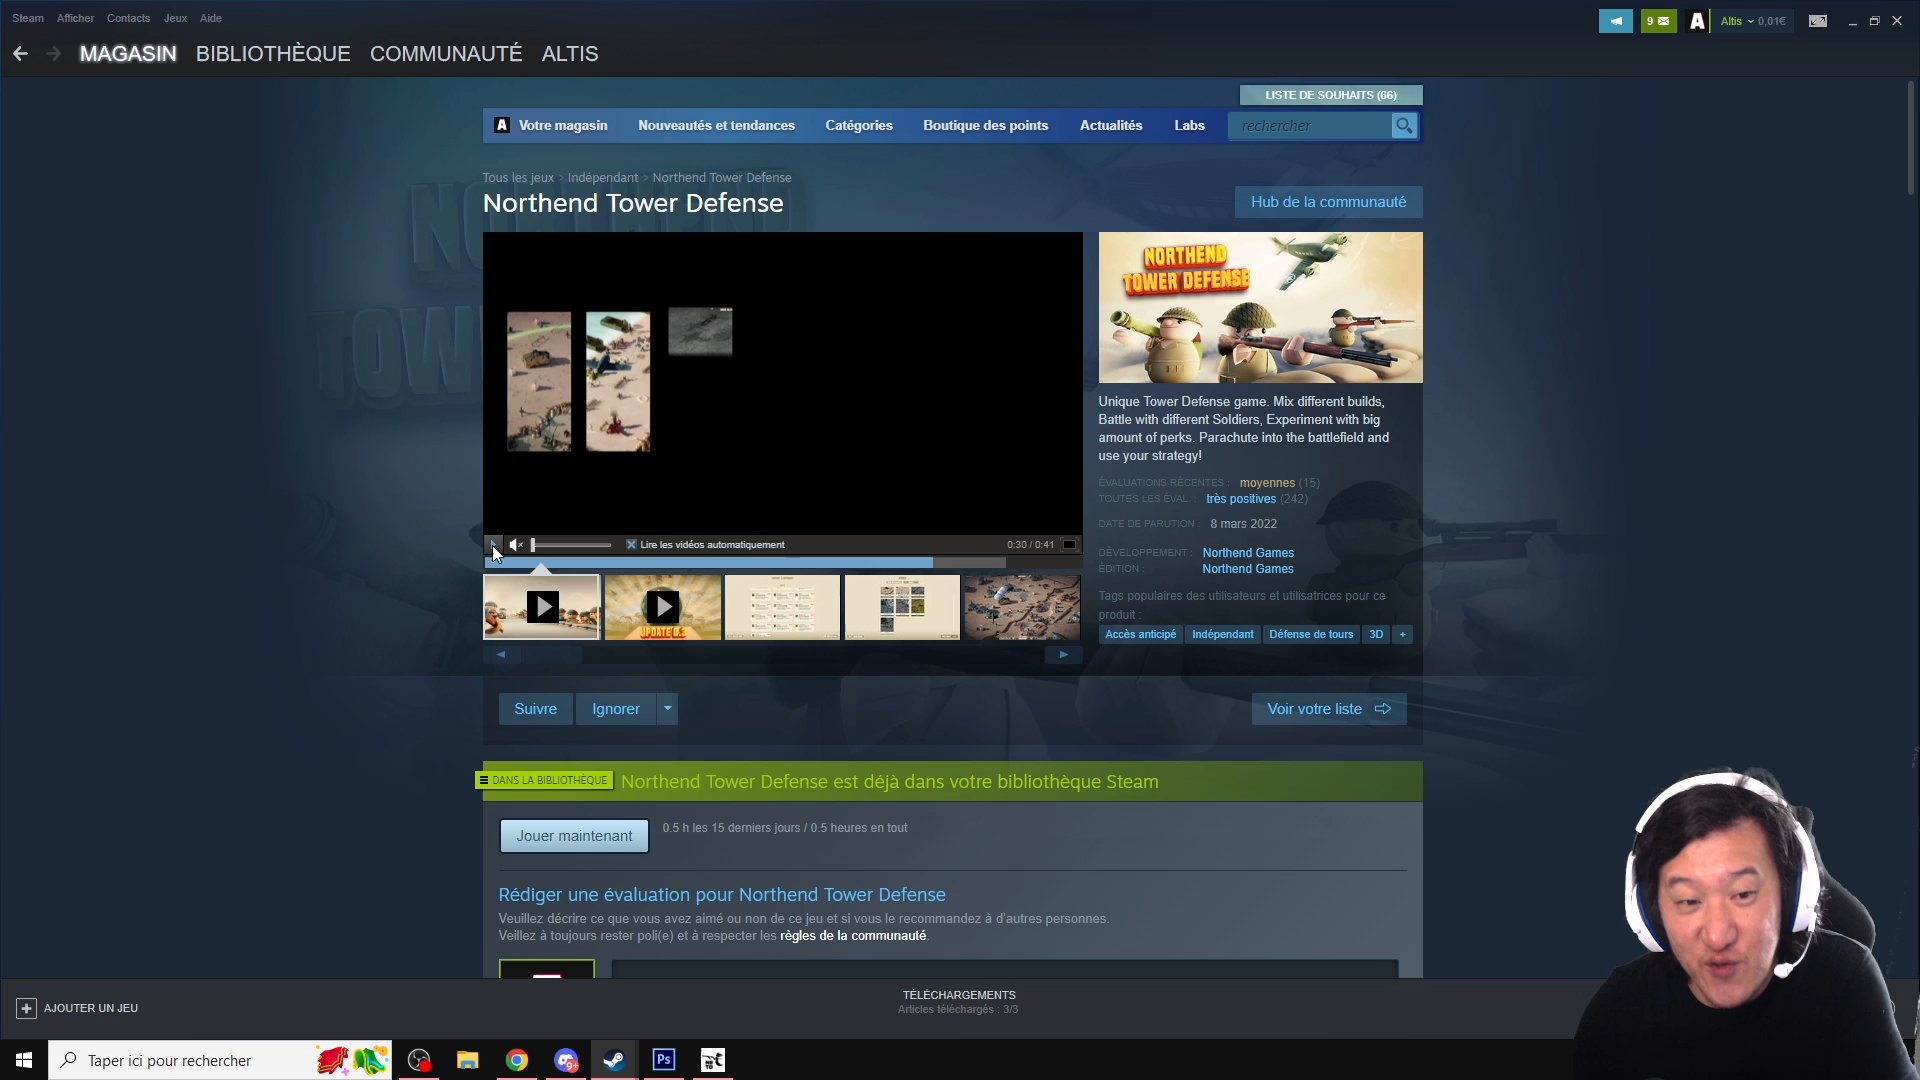 Steam Afficher Contacts Jeux Aide
9 Altis 0,01€
MAGASIN BIBLIOTHÈQUE COMMUNAUTÉ ALTIS
LISTE DE SOUHAITS (66)
Votre magasin Nouveautés et tendances Catégories Boutique des points Actualités Labs rechercher
Tous les jeux > Indépendant > Northend Tower Defense
Northend Tower Defense
Hub de la communauté
NORTHEND
TOWER DEFENSE
Unique Tower Defense game. Mix different builds,
Battle with different Soldiers, Experiment with big
amount of perks. Parachute into the battlefield and
use your strategy!
ÉVALUATIONS RÉCENTES : moyennes (15)
TOUTES LES ÉVAL. : très positives (242)
DATE DE PARUTION : 8 mars 2022
DÉVELOPPEMENT : Northend Games
ÉDITION : Northend Games
Tags populaires des utilisateurs et utilisatrices pour ce
produit :
Accès anticipé Indépendant Défense de tours 3D +
Lire les vidéos automatiquement 0:30 / 0:41
UPDATE 0.3
Suivre Ignorer Voir votre liste
DANS LA BIBLIOTHÈQUE Northend Tower Defense est déjà dans votre bibliothèque Steam
Jouer maintenant 0.5 h les 15 derniers jours / 0.5 heures en tout
Rédiger une évaluation pour Northend Tower Defense
Veuillez décrire ce que vous avez aimé ou non de ce jeu et si vous le recommandez à d'autres personnes.
Veillez à toujours rester poli(e) et à respecter les règles de la communauté.
AJOUTER UN JEU
TÉLÉCHARGEMENTS
Articles téléchargés : 3/3
Taper ici pour rechercher
9+
Ps